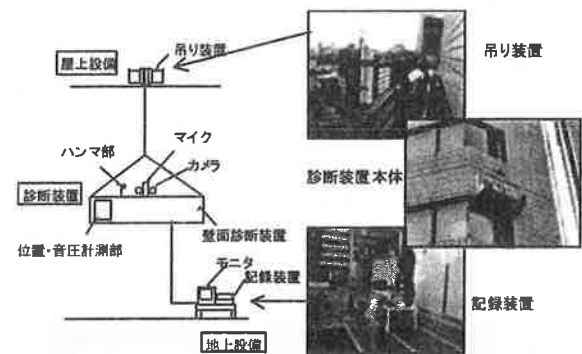 吊り装置
屋上設備
吊り装置
マイク
ハンマ部
カメラ
診断装置本体
診断装置
壁面診断装置
位置・音圧計測部
モニタ
記録装置
記録装置
地上設備